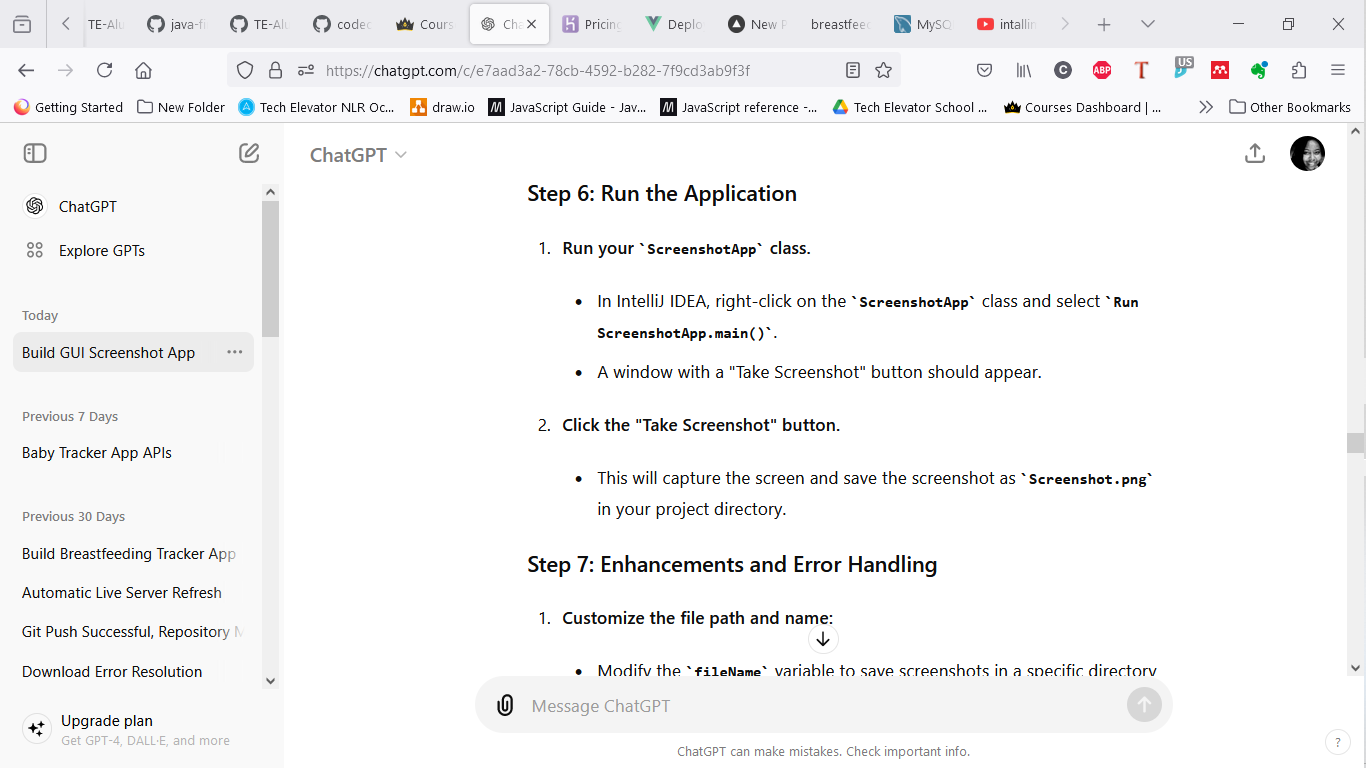 TE-Alu
java-fi
TE-Alu
codec
Cours
Cha
Pricing
Deplo
New P
breastfeed
MySQ
intallin
https://chatgpt.com/c/e7aad3a2-78cb-4592-b282-7f9cd3ab9f3f
C
ABP
T
US
Getting Started
New Folder
Tech Elevator NLR Oc...
draw.io
JavaScript Guide - Jav...
JavaScript reference -...
Tech Elevator School ...
Courses Dashboard | ...
Other Bookmarks
ChatGPT
Explore GPTs
Today
Build GUI Screenshot App
Previous 7 Days
Baby Tracker App APIs
Previous 30 Days
Build Breastfeeding Tracker App
Automatic Live Server Refresh
Git Push Successful, Repository M
Download Error Resolution
Upgrade plan
Get GPT-4, DALL·E, and more
ChatGPT
Step 6: Run the Application
1. Run your `ScreenshotApp` class.
• In IntelliJ IDEA, right-click on the `ScreenshotApp` class and select `Run
ScreenshotApp.main()`.
• A window with a "Take Screenshot" button should appear.
2. Click the "Take Screenshot" button.
• This will capture the screen and save the screenshot as `Screenshot.png`
in your project directory.
Step 7: Enhancements and Error Handling
1. Customize the file path and name:
• Modify the `fileName` variable to save screenshots in a specific directory
Message ChatGPT
ChatGPT can make mistakes. Check important info.
?